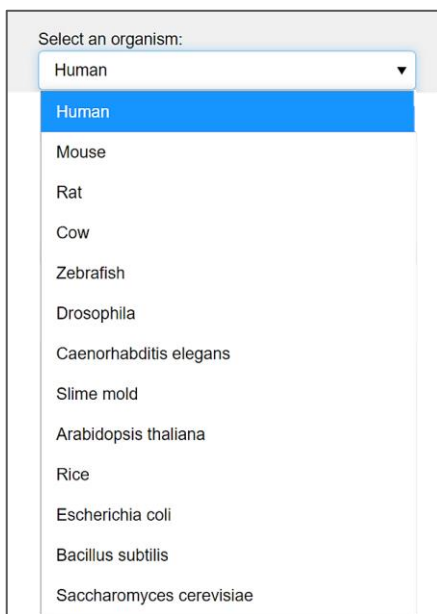 Select an organism:
Human
Human
Mouse
Rat
Cow
Zebrafish
Drosophila
Caenorhabditis elegans
Slime mold
Arabidopsis thaliana
Rice
Escherichia coli
Bacillus subtilis
Saccharomyces cerevisiae